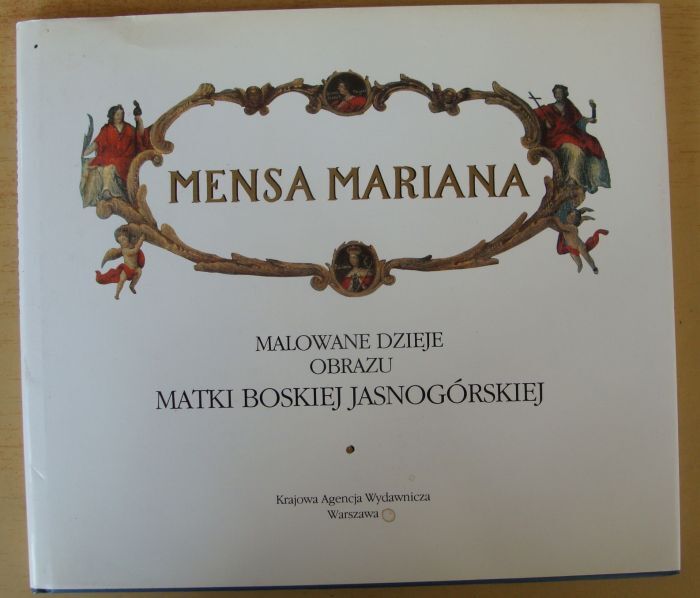 MENSA MARIANA
MALOWANE DZIEJE
OBRAZU
MATKI BOSKIEJ JASNOGÓRSKIEJ
Krajowa Agencja Wydawnicza
Warszawa